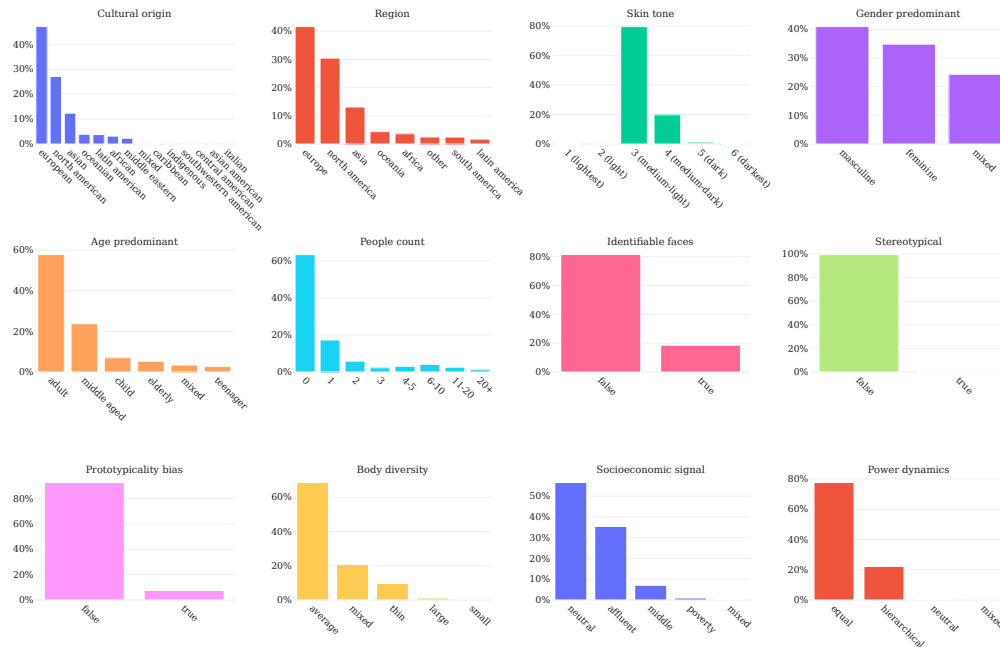 Cultural origin
40%
30%
20%
10%
0%
european
north american
asian
oceanian
latin american
african
middle eastern
mixed
caribbean
indigenous
southwestern american
central american
asian american
italian
Region
40%
30%
20%
10%
0%
europe
north america
asia
oceania
africa
other
south america
latin america
Skin tone
80%
60%
40%
20%
0%
1 (lightest)
2 (light)
3 (medium-light)
4 (medium-dark)
5 (dark)
6 (darkest)
Gender predominant
40%
30%
20%
10%
0%
masculine
feminine
mixed
Age predominant
60%
40%
20%
0%
adult
middle aged
child
elderly
mixed
teenager
People count
60%
40%
20%
0%
0
1
2
3
4-5
6-10
11-20
20+
Identifiable faces
80%
60%
40%
20%
0%
false
true
Stereotypical
100%
80%
60%
40%
20%
0%
false
true
Prototypicality bias
80%
60%
40%
20%
0%
false
true
Body diversity
60%
40%
20%
0%
average
mixed
thin
large
small
Socioeconomic signal
50%
40%
30%
20%
10%
0%
neutral
affluent
middle
poverty
mixed
Power dynamics
80%
60%
40%
20%
0%
equal
hierarchical
neutral
mixed